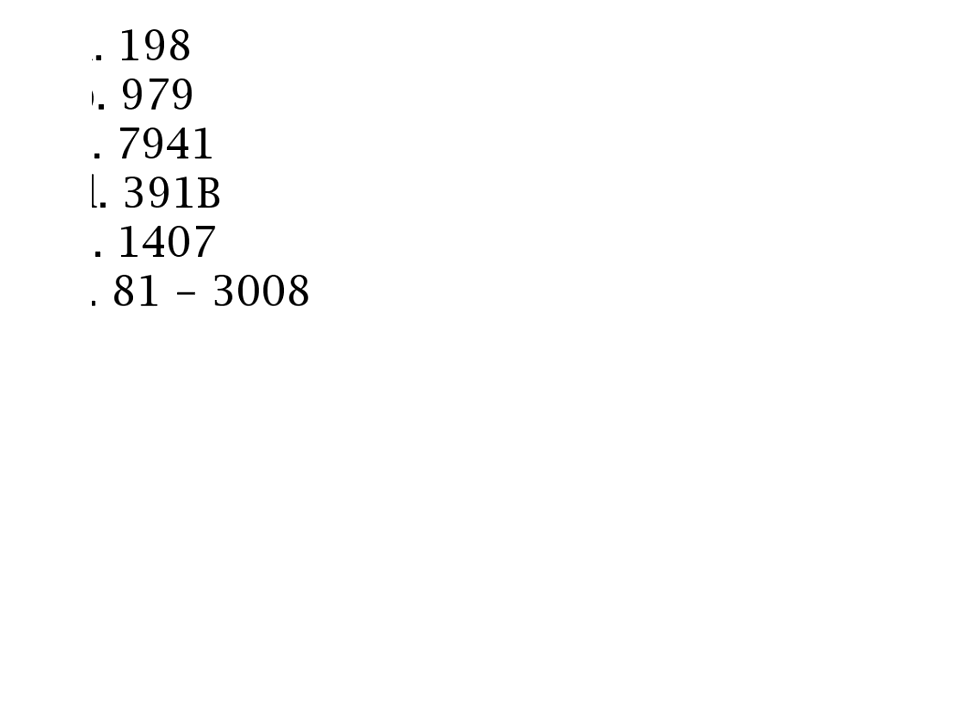 . 198
. 979
. 7941
. 391B
. 1407
. 81 – 3008